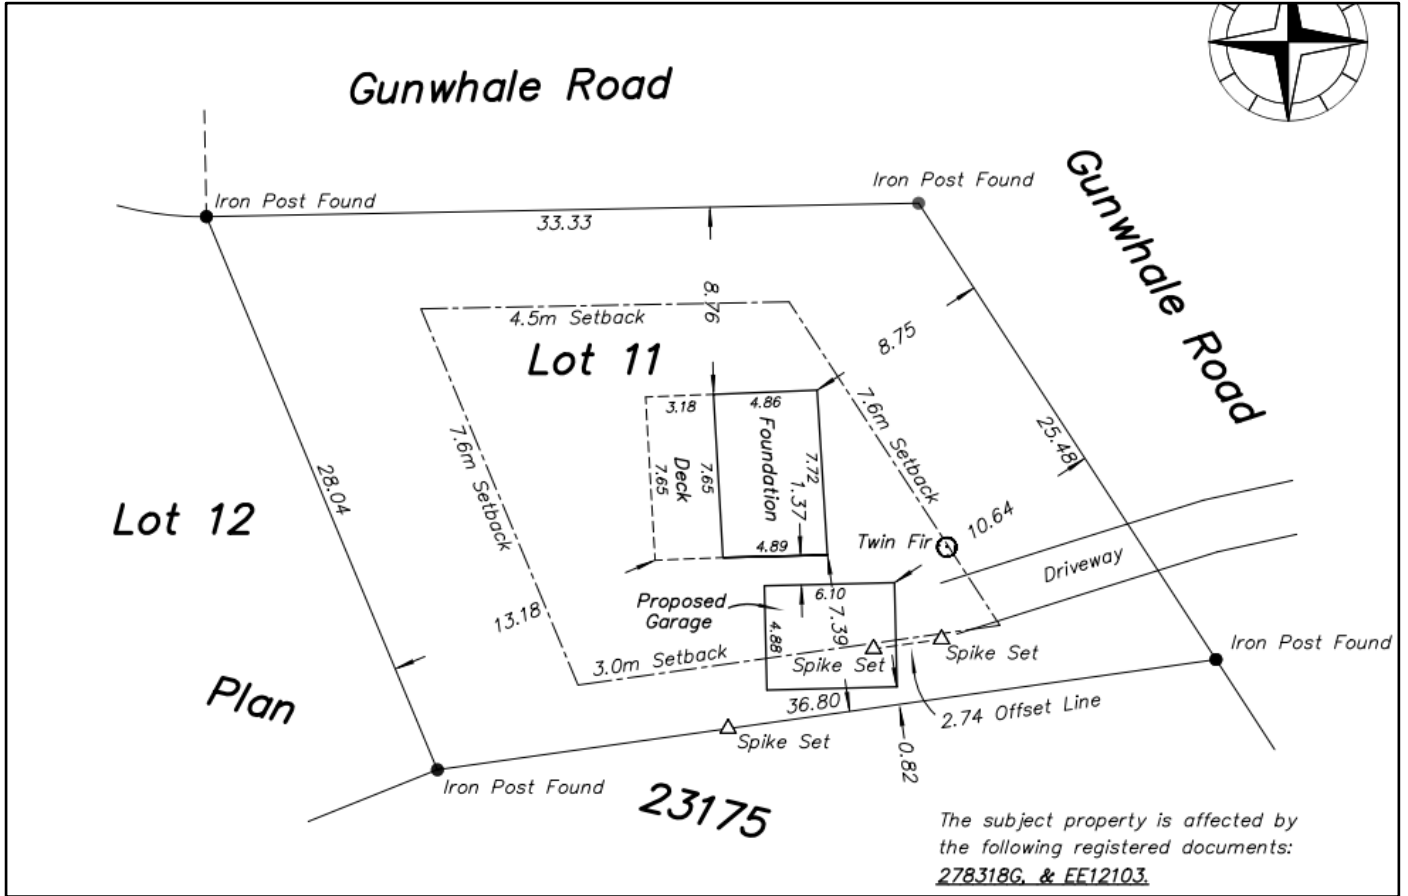 Gunwhale Road
Iron Post Found
Iron Post Found
33.33
Gunwhale Road
8.76
4.5m Setback
8.75
Lot 11
3.18
4.86
7.6m Setback
25.48
7.6m Setback
Deck
7.65
7.65
Foundation
7.72
1.37
28.04
Lot 12
10.64
4.89
Twin Fir
Driveway
Proposed
Garage
6.10
7.39
4.88
13.18
3.0m Setback
Spike Set
Spike Set
Iron Post Found
Plan
36.80
2.74 Offset Line
Spike Set
0.82
Iron Post Found
23175
The subject property is affected by
the following registered documents:
278318G, & EE12103.